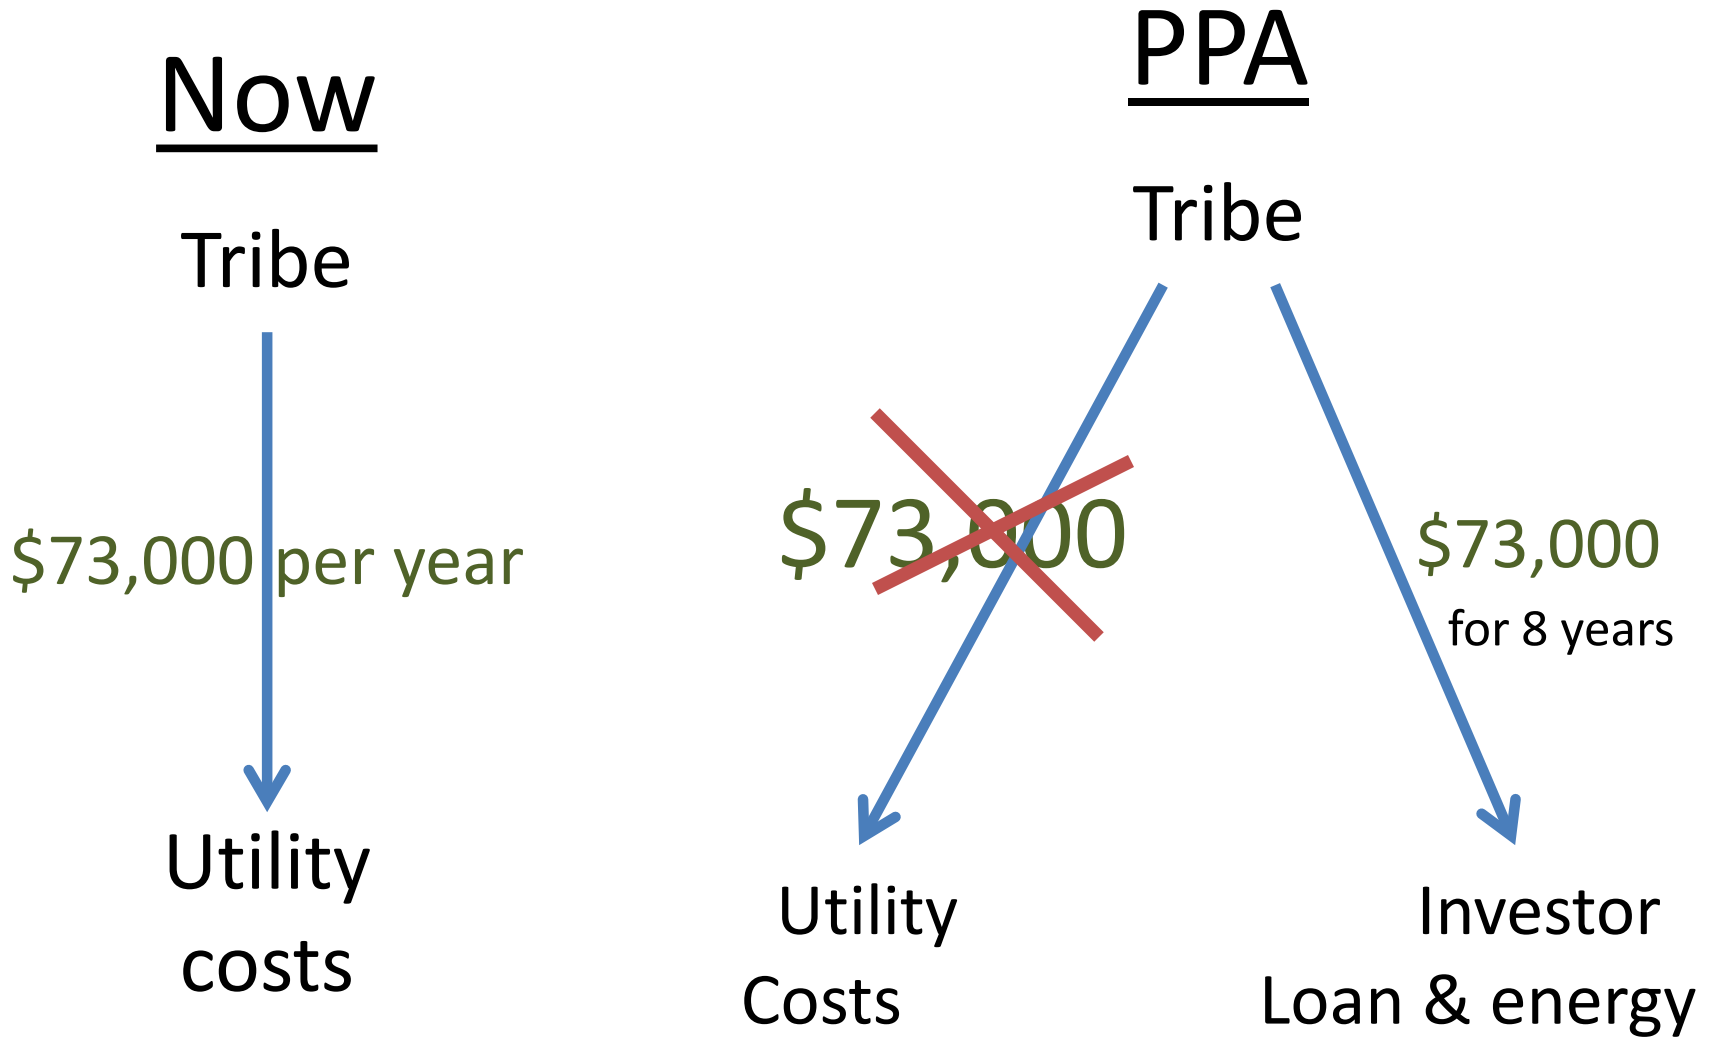 Now
Tribe
$73,000 per year
Utility
costs
PPA
Tribe
$73,000
Utility
Costs
$73,000
for 8 years
Investor
Loan & energy